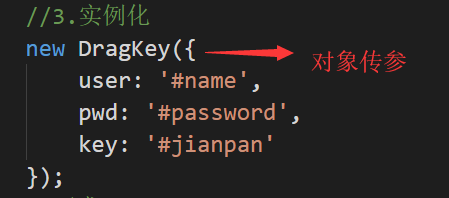 //3.实例化
new DragKey({
对象传参
user: '#name',
pwd: '#password',
key: '#jianpan'
});